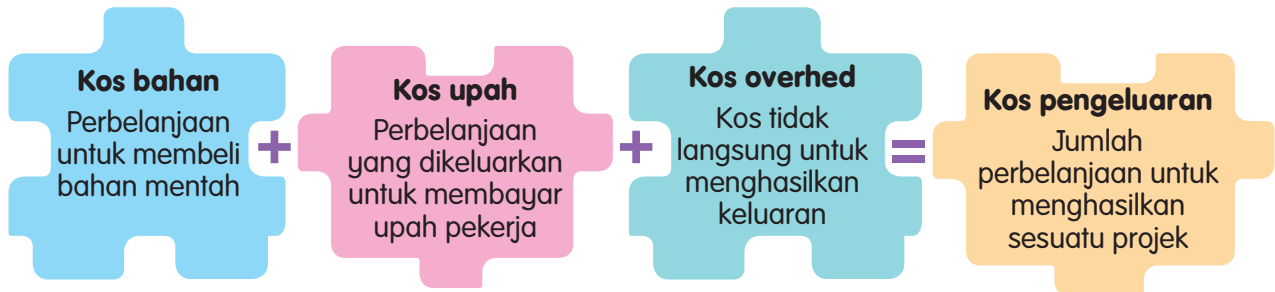 Kos bahan
Perbelanjaan
untuk membeli
bahan mentah
+
Kos upah
Perbelanjaan
yang dikeluarkan
untuk membayar
upah pekerja
+
Kos overhed
Kos tidak
langsung untuk
menghasilkan
keluaran
=
Kos pengeluaran
Jumlah
perbelanjaan untuk
menghasilkan
sesuatu projek